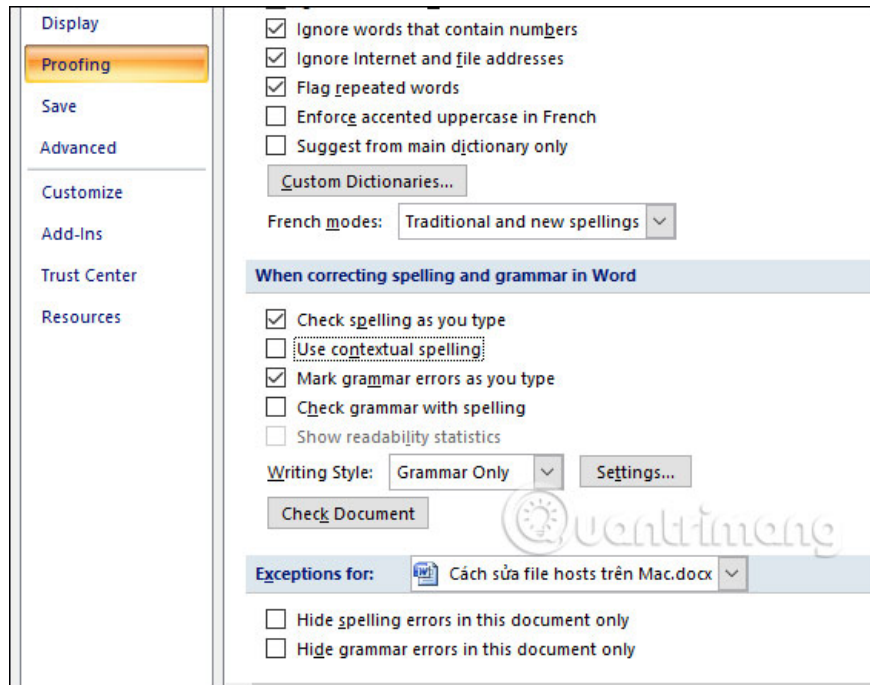 Display
Proofing
Save
Advanced
Customize
Add-Ins
Trust Center
Resources
Ignore words that contain numbers
Ignore Internet and file addresses
Flag repeated words
Enforce accented uppercase in French
Suggest from main dictionary only
Custom Dictionaries...
French modes: Traditional and new spellings
When correcting spelling and grammar in Word
Check spelling as you type
Use contextual spelling
Mark grammar errors as you type
Check grammar with spelling
Show readability statistics
Writing Style: Grammar Only Settings...
Check Document
Quantrimang
Exceptions for: Cách sửa file hosts trên Mac.docx
Hide spelling errors in this document only
Hide grammar errors in this document only